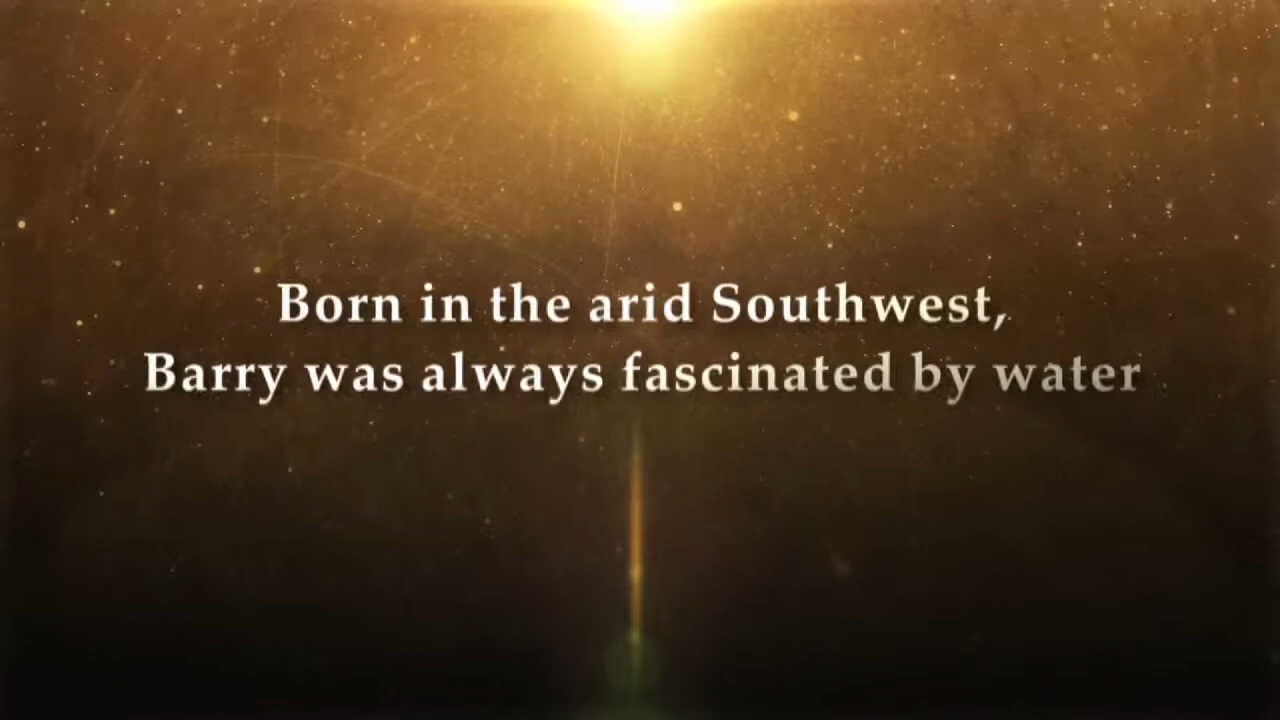 Born in the arid Southwest,
Barry was always fascinated by water